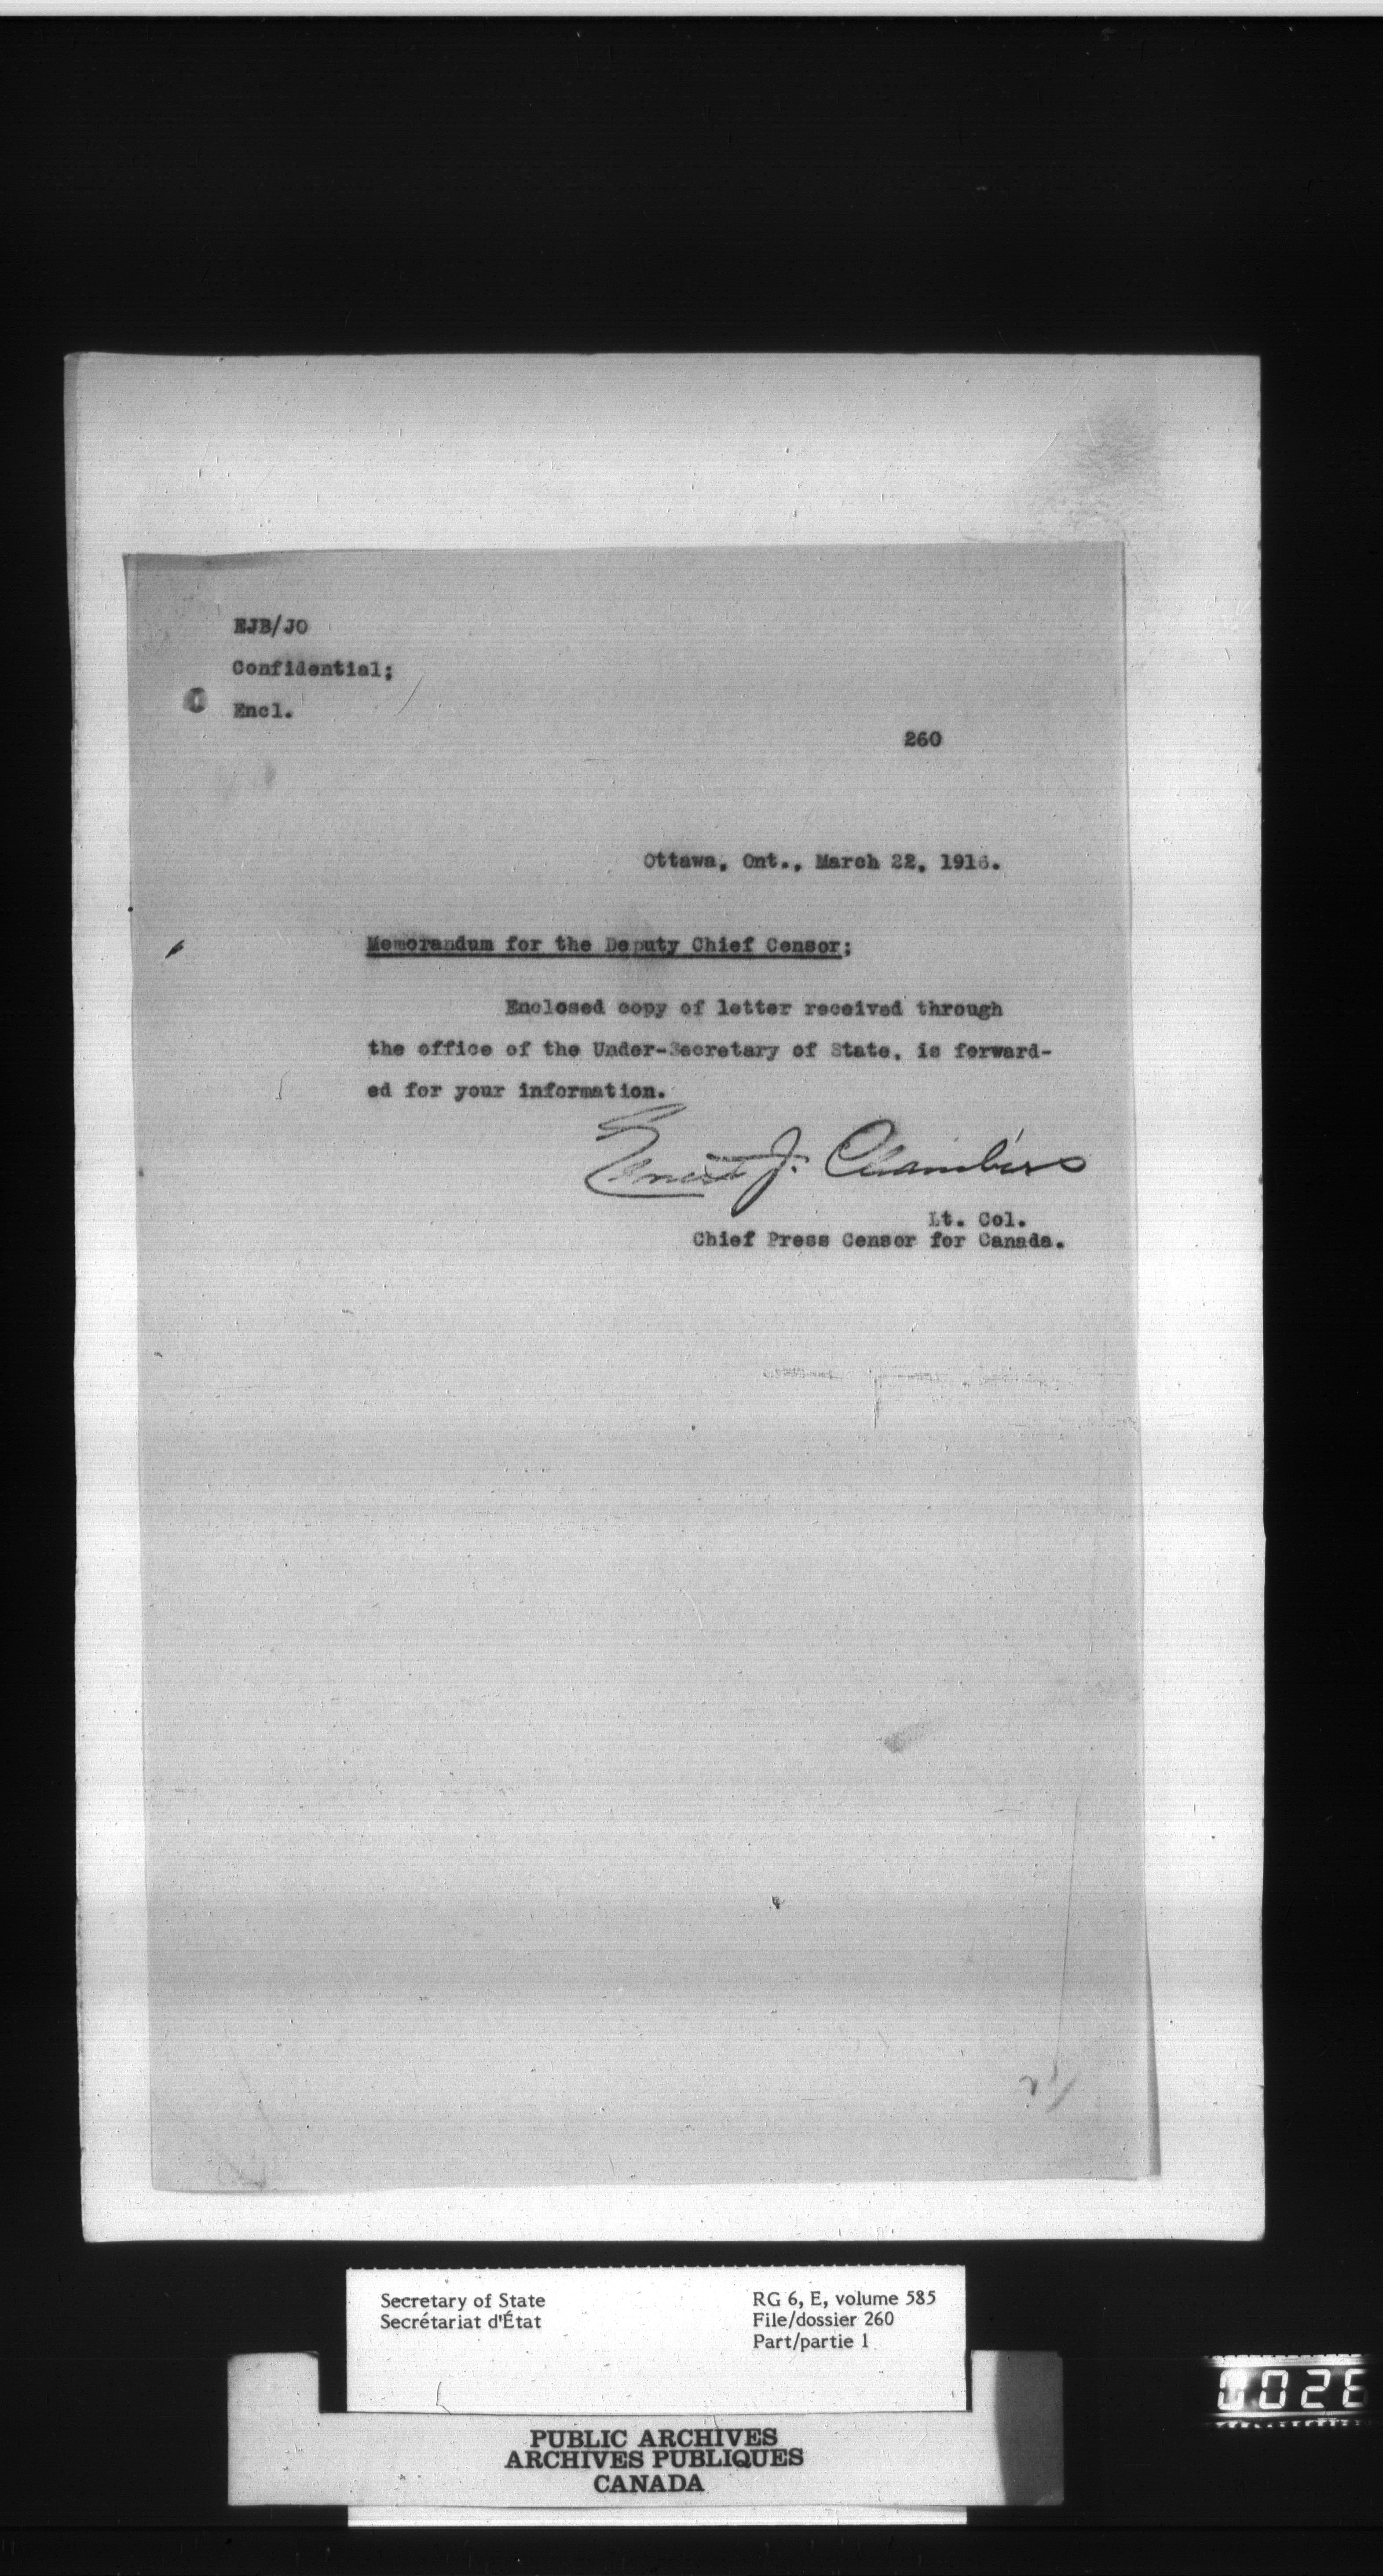 EJB/JO
Confidential;
Encl.
260
Ottawa, Ont., March 22, 1916.
Memorandum for the Deputy Chief Censor;
Enclosed copy of letter received through
the office of the Under-Secretary of State, is forward-
ed for your information.
Ernest J. Chambers
Lt. Col.
Chief Press Censor for Canada.
Secretary of State
Secrétariat d'État
RG 6, E, volume 585
File/dossier 260
Part/partie 1
PUBLIC ARCHIVES
ARCHIVES PUBLIQUES
CANADA